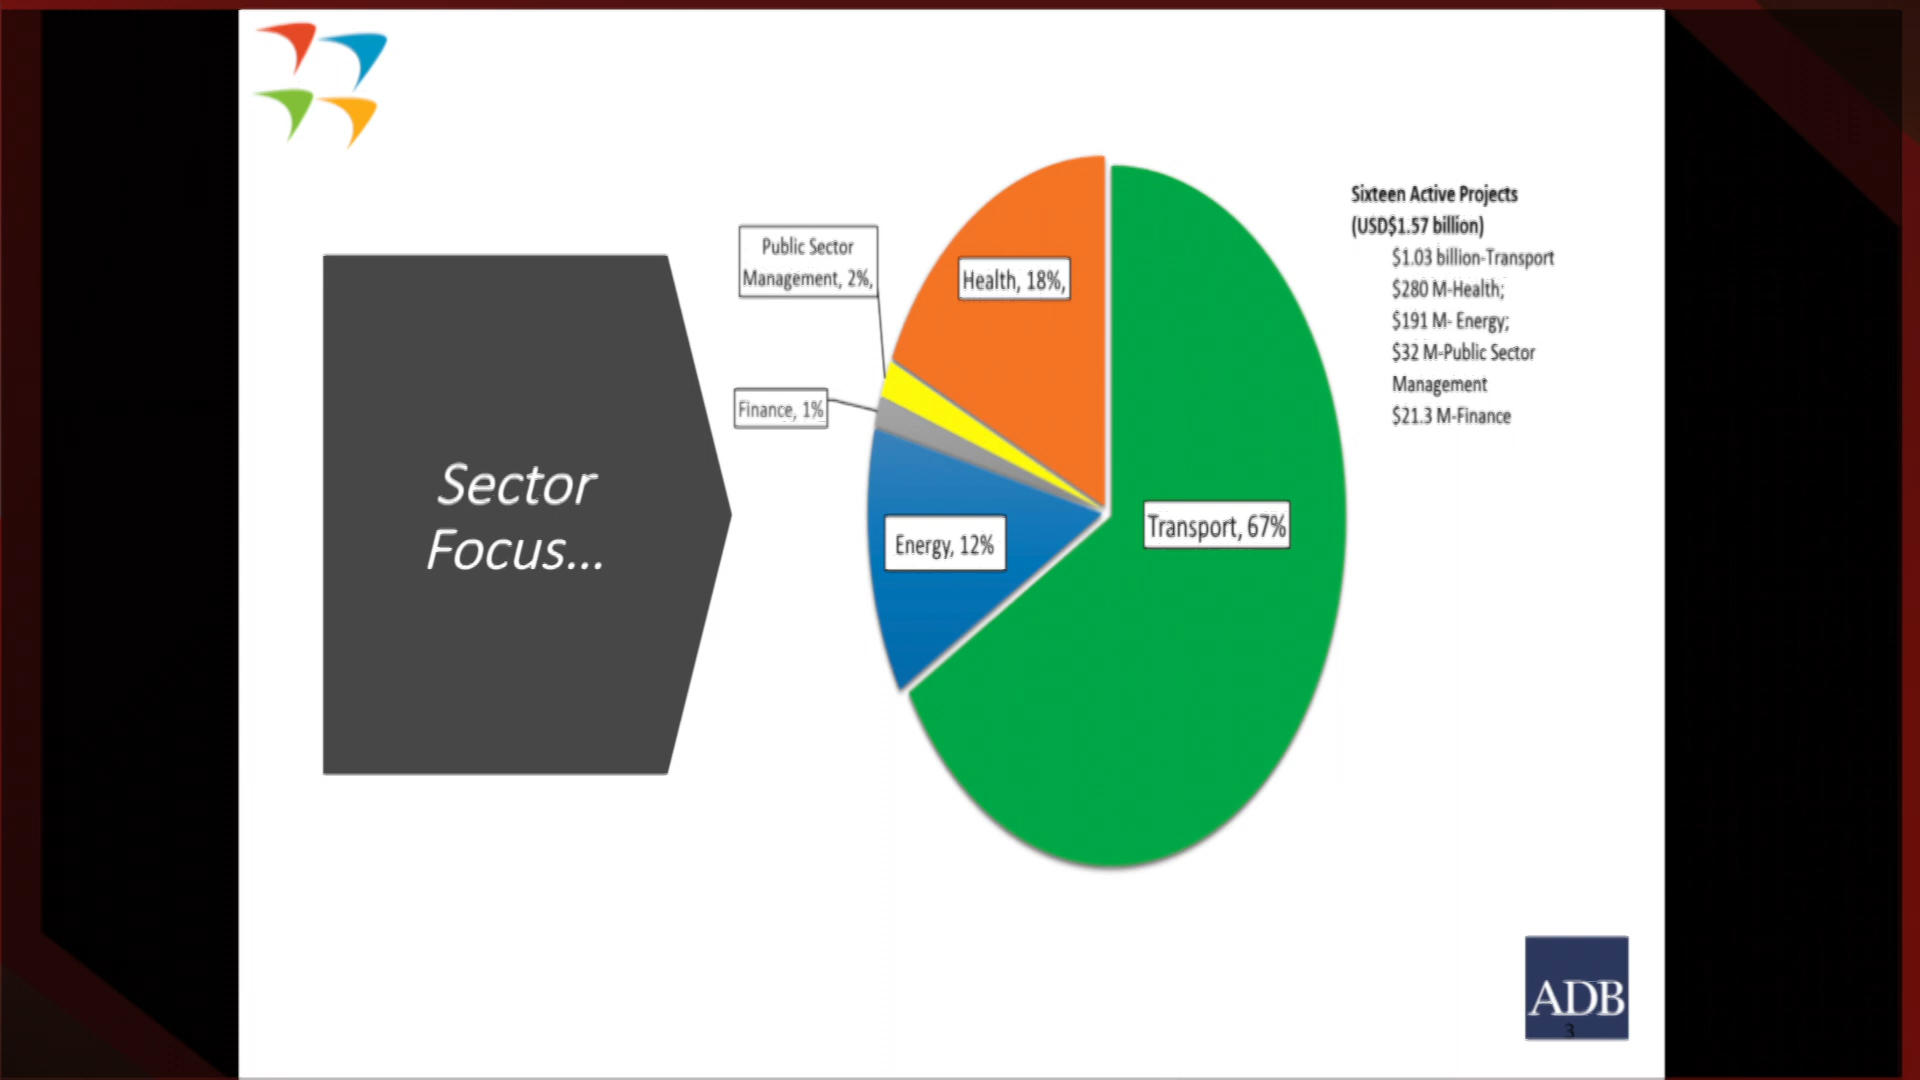 Sector
Focus...
Public Sector
Management, 2%,
Health, 18%,
Finance, 1%
Energy, 12%
Transport, 67%
Sixteen Active Projects
(USD$1.57 billion)
$1.03 billion-Transport
$280 M-Health;
$191 M- Energy;
$32 M-Public Sector
Management
$21.3 M-Finance
ADB
3